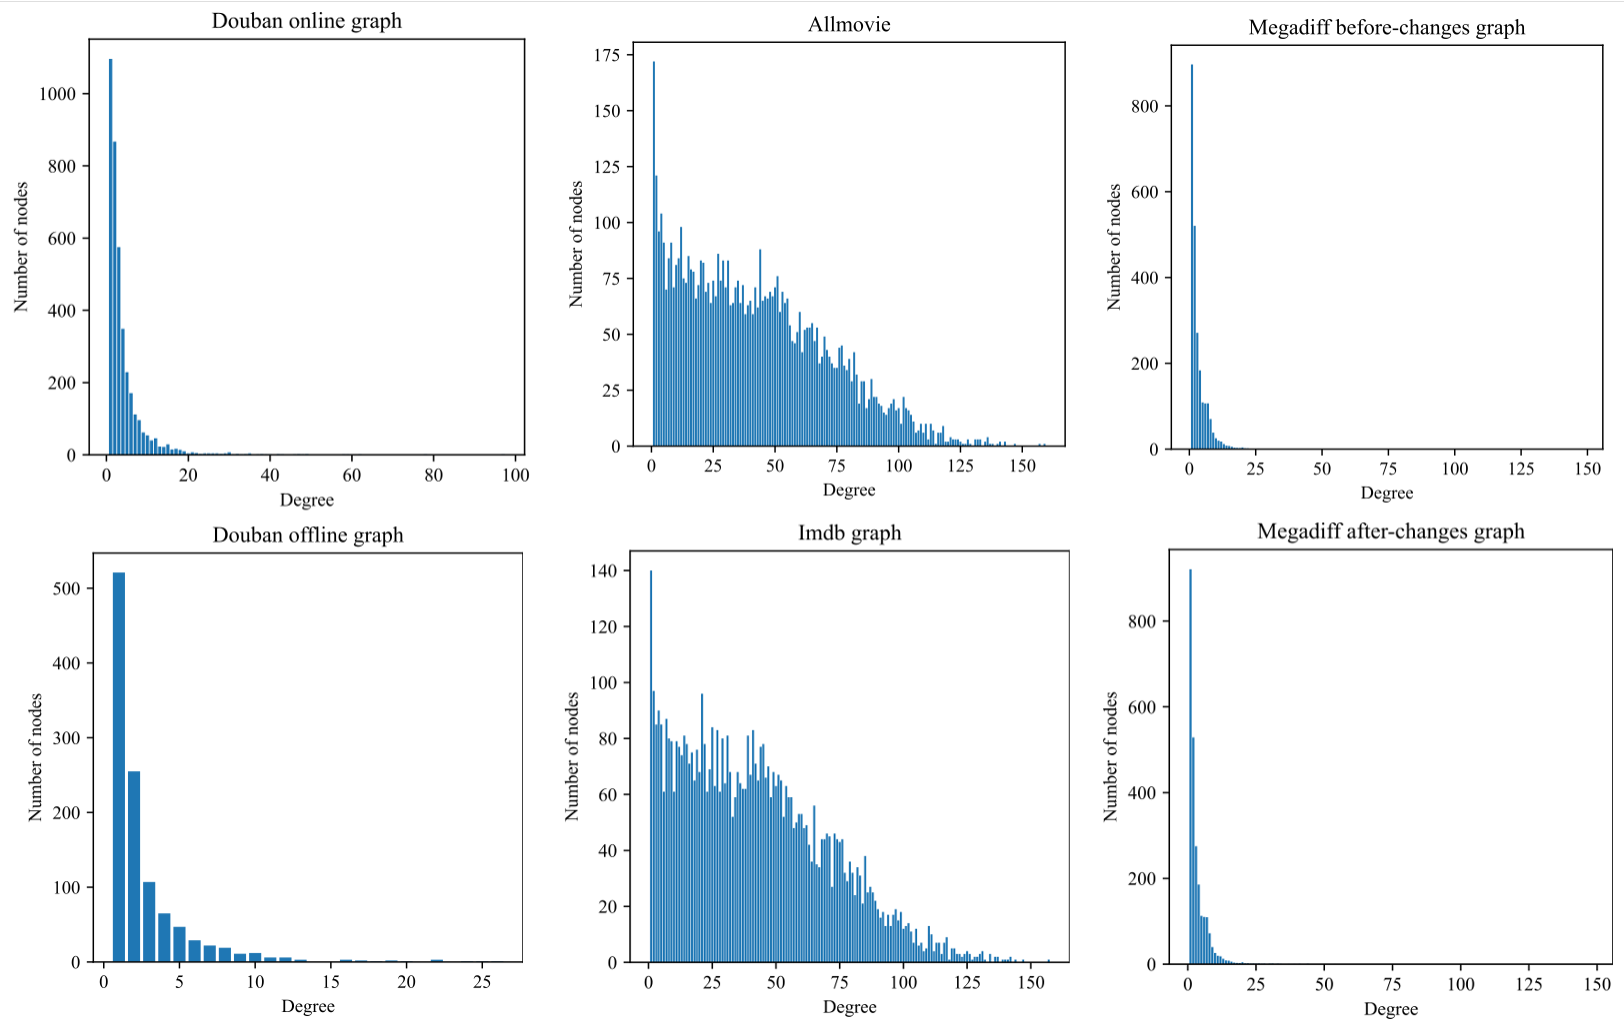 Douban online graph
Number of nodes
1000
800
600
400
200
0
0 20 40 60 80 100
Degree
Allmovie
Number of nodes
175
150
125
100
75
50
25
0
0 25 50 75 100 125 150
Degree
Megadiff before-changes graph
Number of nodes
800
600
400
200
0
0 25 50 75 100 125 150
Degree
Douban offline graph
Number of nodes
500
400
300
200
100
0
0 5 10 15 20 25
Degree
Imdb graph
Number of nodes
140
120
100
80
60
40
20
0
0 25 50 75 100 125 150
Degree
Megadiff after-changes graph
Number of nodes
800
600
400
200
0
0 25 50 75 100 125 150
Degree